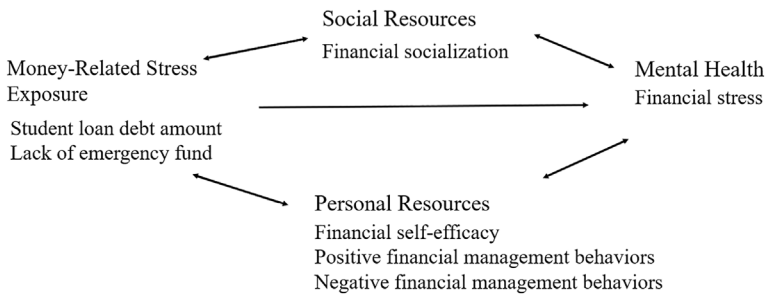 Social Resources
Financial socialization
Money-Related Stress
Exposure
Student loan debt amount
Lack of emergency fund
Mental Health
Financial stress
Personal Resources
Financial self-efficacy
Positive financial management behaviors
Negative financial management behaviors